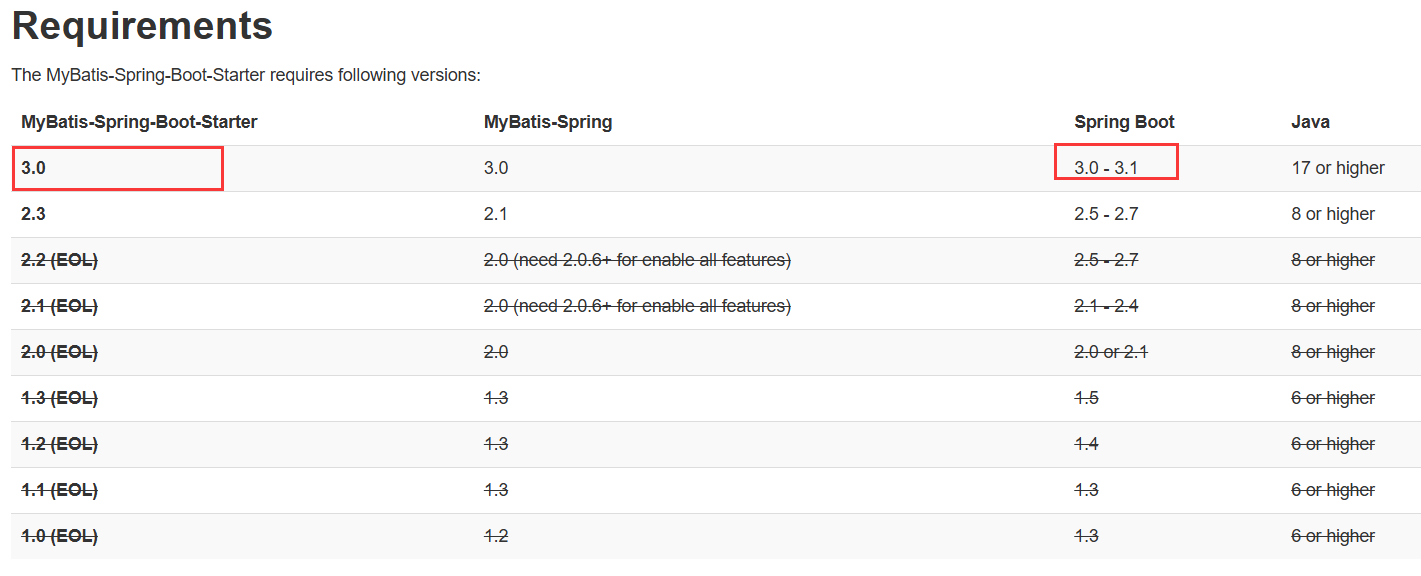 Requirements
The MyBatis-Spring-Boot-Starter requires following versions:
MyBatis-Spring-Boot-Starter MyBatis-Spring Spring Boot Java
3.0 3.0 3.0 - 3.1 17 or higher
2.3 2.1 2.5 - 2.7 8 or higher
2.2 (EOL) 2.0 (need 2.0.6+ for enable all features) 2.5 - 2.7 8 or higher
2.1 (EOL) 2.0 (need 2.0.6+ for enable all features) 2.1 - 2.4 8 or higher
2.0 (EOL) 2.0 2.0 or 2.1 8 or higher
1.3 (EOL) 1.3 1.5 6 or higher
1.2 (EOL) 1.3 1.4 6 or higher
1.1 (EOL) 1.3 1.3 6 or higher
1.0 (EOL) 1.2 1.3 6 or higher